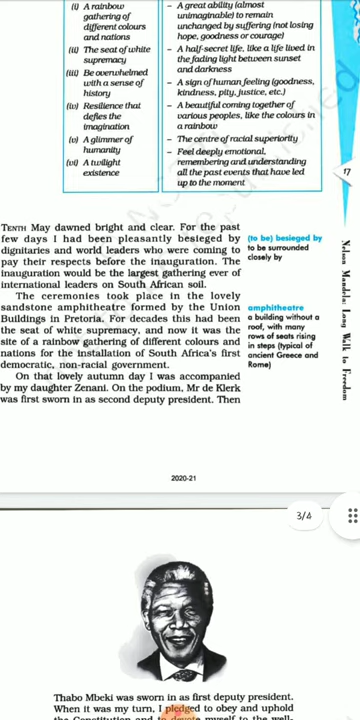 (i) A rainbow
gathering of
different colours
and nations
(ii) The seat of white
supremacy
(iii) Be overwhelmed
with a sense of
history
(iv) Resilience that
defies the
imagination
(v) A glimmer of
humanity
(vi) A twilight
existence
– A great ability (almost
unimaginable) to remain
unchanged by suffering (not losing
hope, goodness or courage)
– A half-secret life, like a life lived in
the fading light between sunset
and darkness
– A sign of human feeling (goodness,
kindness, pity, justice, etc.)
– A beautiful coming together of
various peoples, like the colours in
a rainbow
– The centre of racial superiority
– Feel deeply emotional,
remembering and understanding
all the past events that have led
up to the moment
17
Nelson Mandela: Long Walk to Freedom
TENTH May dawned bright and clear. For the past
few days I had been pleasantly besieged by
dignitaries and world leaders who were coming to
pay their respects before the inauguration. The
inauguration would be the largest gathering ever of
international leaders on South African soil.
The ceremonies took place in the lovely
sandstone amphitheatre formed by the Union
Buildings in Pretoria. For decades this had been
the seat of white supremacy, and now it was the
site of a rainbow gathering of different colours and
nations for the installation of South Africa's first
democratic, non-racial government.
On that lovely autumn day I was accompanied
by my daughter Zenani. On the podium, Mr de Klerk
was first sworn in as second deputy president. Then
(to be) besieged by
to be surrounded
closely by
amphitheatre
a building without a
roof, with many
rows of seats rising
in steps (typical of
ancient Greece and
Rome)
2020-21
3/4
Thabo Mbeki was sworn in as first deputy president.
When it was my turn, I pledged to obey and uphold
the Constitution and to devote myself to the well-